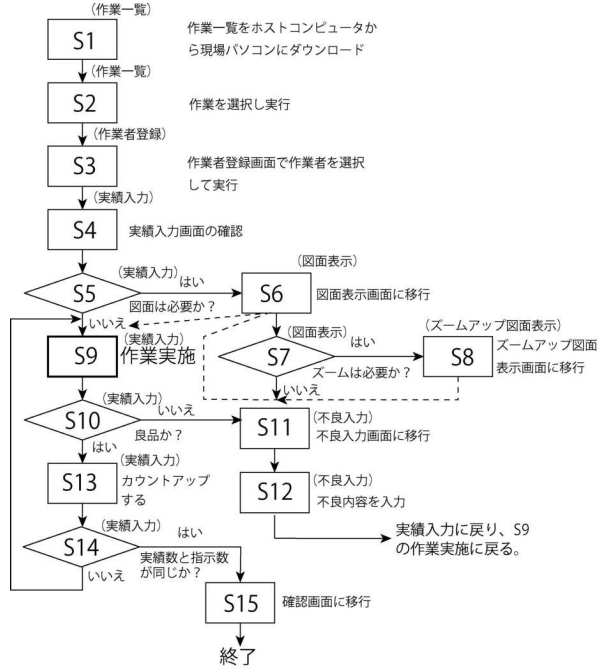 (作業一覧)
S1
作業一覧をホストコンピュータか
ら現場パソコンにダウンロード
(作業一覧)
S2
作業を選択し実行
(作業者登録)
S3
作業者登録画面で作業者を選択
して実行
(実績入力)
S4
実績入力画面の確認
(実績入力)
S5
はい
図面は必要か?
いいえ
(図面表示)
S6
図面表示画面に移行
(図面表示)
S7
はい
ズームは必要か?
いいえ
(ズームアップ図面表示)
S8
ズームアップ図面
表示画面に移行
(実績入力)
S9
作業実施
(実績入力)
S10
いいえ
良品か?
はい
(不良入力)
S11
不良入力画面に移行
(実績入力)
S13
カウントアップ
する
(不良入力)
S12
不良内容を入力
実績入力に戻り、S9
の作業実施に戻る。
(実績入力)
S14
はい
実績数と指示数
が同じか?
いいえ
S15
確認画面に移行
終了